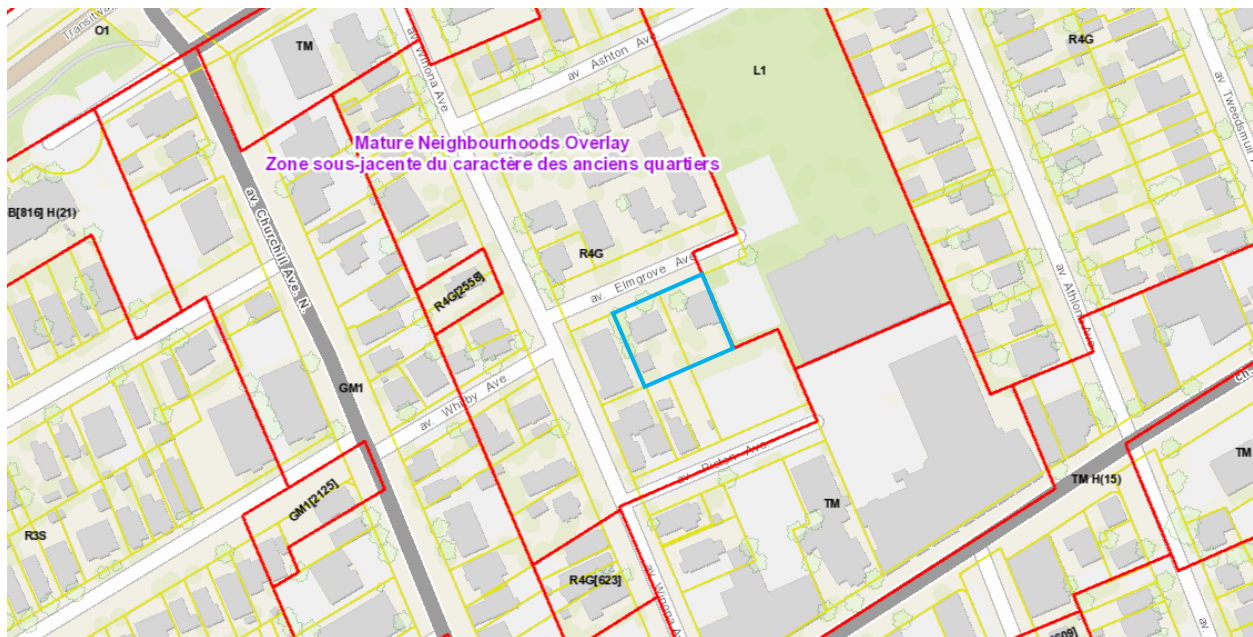 Transitway
O1
TM
av. Winona Ave
av. Ashton Ave
R4G
L1
av. Tweedsmuir
Mature Neighbourhoods Overlay
Zone sous-jacente du caractère des anciens quartiers
B[816] H(21)
av. Churchill Ave. N.
R4G
av. Elmgrove Ave
R4G[2558]
av. Athlone Ave
GM1
av. Whitby Ave
ch.
av. Picton Ave
GM1[2125]
TM
TM H(15)
TM
R3S
R4G[623]
av. Winona